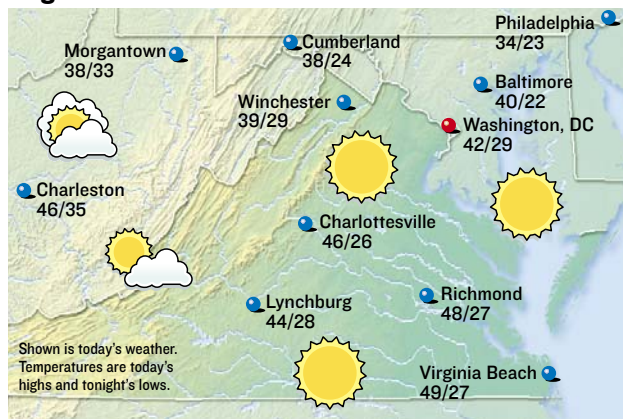 Philadelphia
34/23
Morgantown
38/33
Cumberland
38/24
Baltimore
40/22
Winchester
39/29
Washington, DC
42/29
Charleston
46/35
Charlottesville
46/26
Lynchburg
44/28
Richmond
48/27
Virginia Beach
49/27
Shown is today's weather.
Temperatures are today's
highs and tonight's lows.